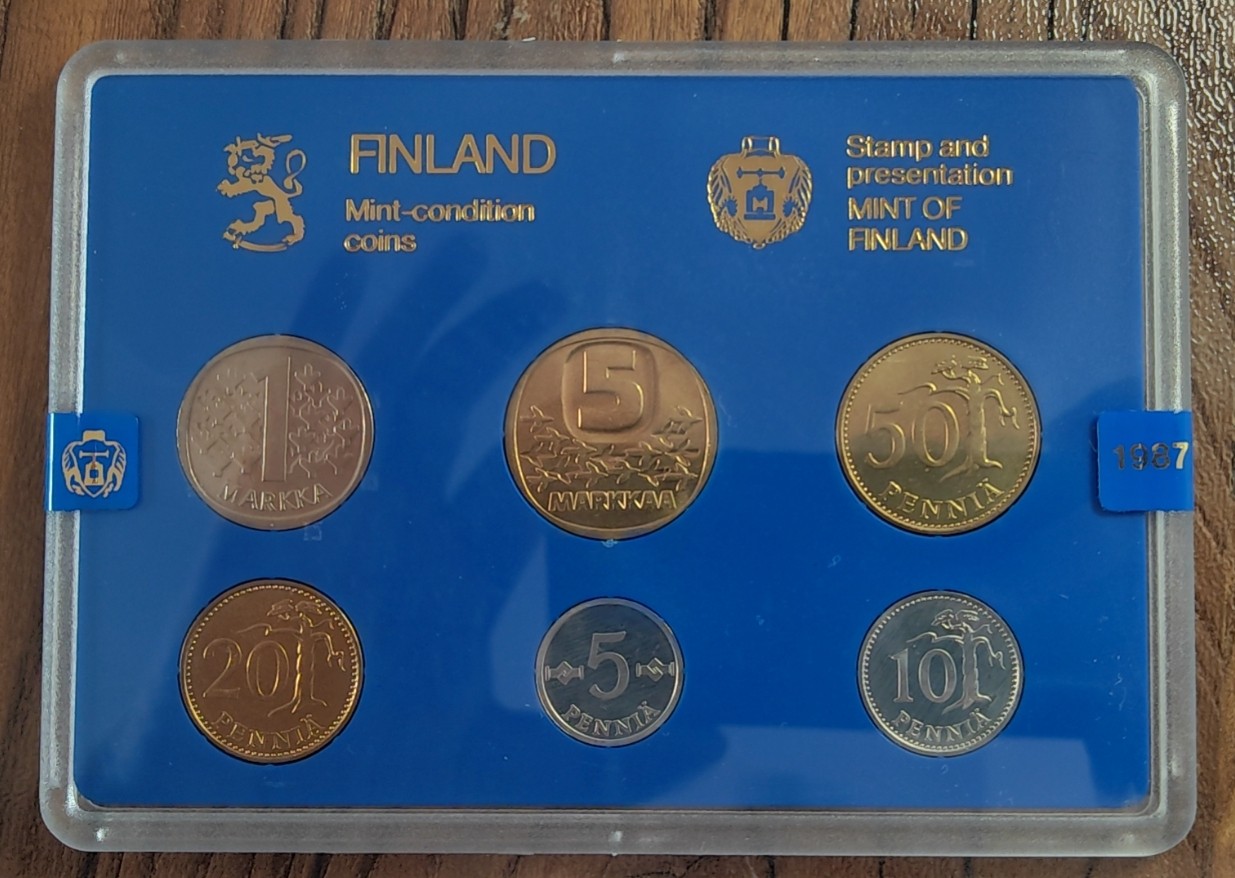 FINLAND
Mint-condition
coins
Stamp and
presentation
MINT OF
FINLAND
M
1
MARKKA
5
MARKKAA
50
PENNIÄ
1987
20
PENNIÄ
5
PENNIÄ
10
PENNIÄ